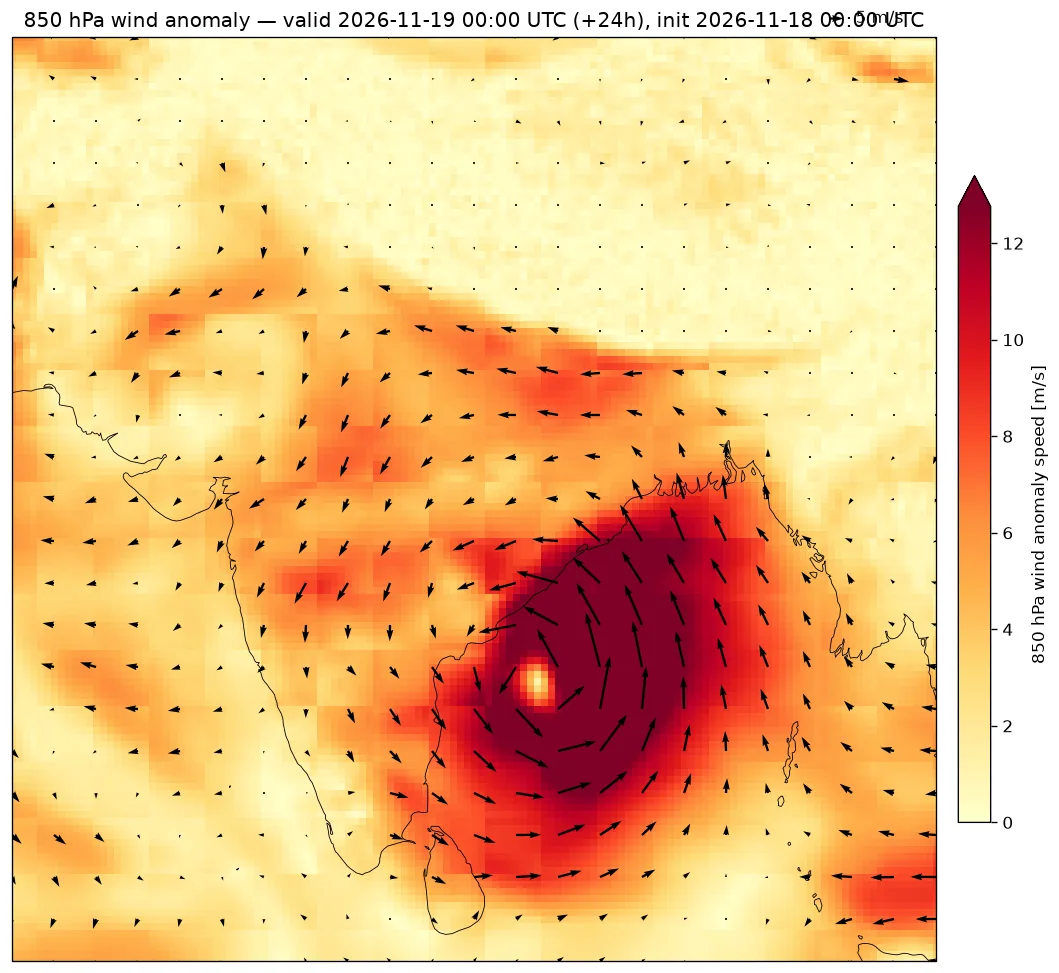 850 hPa wind anomaly — valid 2026-11-19 00:00 UTC (+24h), init 2026-11-18 00:00 UTC
5 m/s
12
10
8
6
4
2
0
850 hPa wind anomaly speed [m/s]